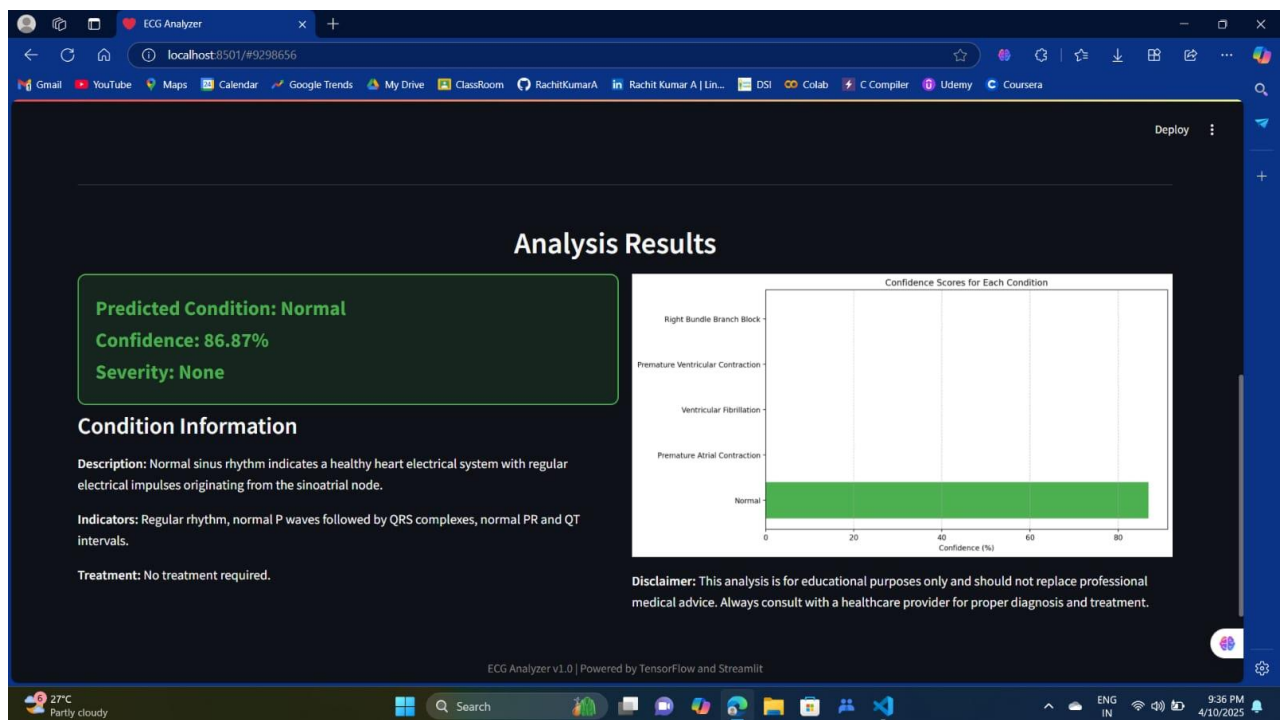 ECG Analyzer
localhost:8501/#9298656
Gmail YouTube Maps Calendar Google Trends My Drive ClassRoom RachitKumarA Rachit Kumar A | Lin... DSI Colab C Compiler Udemy Coursera
Deploy
Analysis Results
Predicted Condition: Normal
Confidence: 86.87%
Severity: None
Condition Information
Description: Normal sinus rhythm indicates a healthy heart electrical system with regular
electrical impulses originating from the sinoatrial node.
Indicators: Regular rhythm, normal P waves followed by QRS complexes, normal PR and QT
intervals.
Treatment: No treatment required.
Confidence Scores for Each Condition
Right Bundle Branch Block
Premature Ventricular Contraction
Ventricular Fibrillation
Premature Atrial Contraction
Normal
0 20 40 60 80
Confidence (%)
Disclaimer: This analysis is for educational purposes only and should not replace professional
medical advice. Always consult with a healthcare provider for proper diagnosis and treatment.
ECG Analyzer v1.0 | Powered by TensorFlow and Streamlit
6
27°C
Partly cloudy
Search
ENG
IN
9:36 PM
4/10/2025